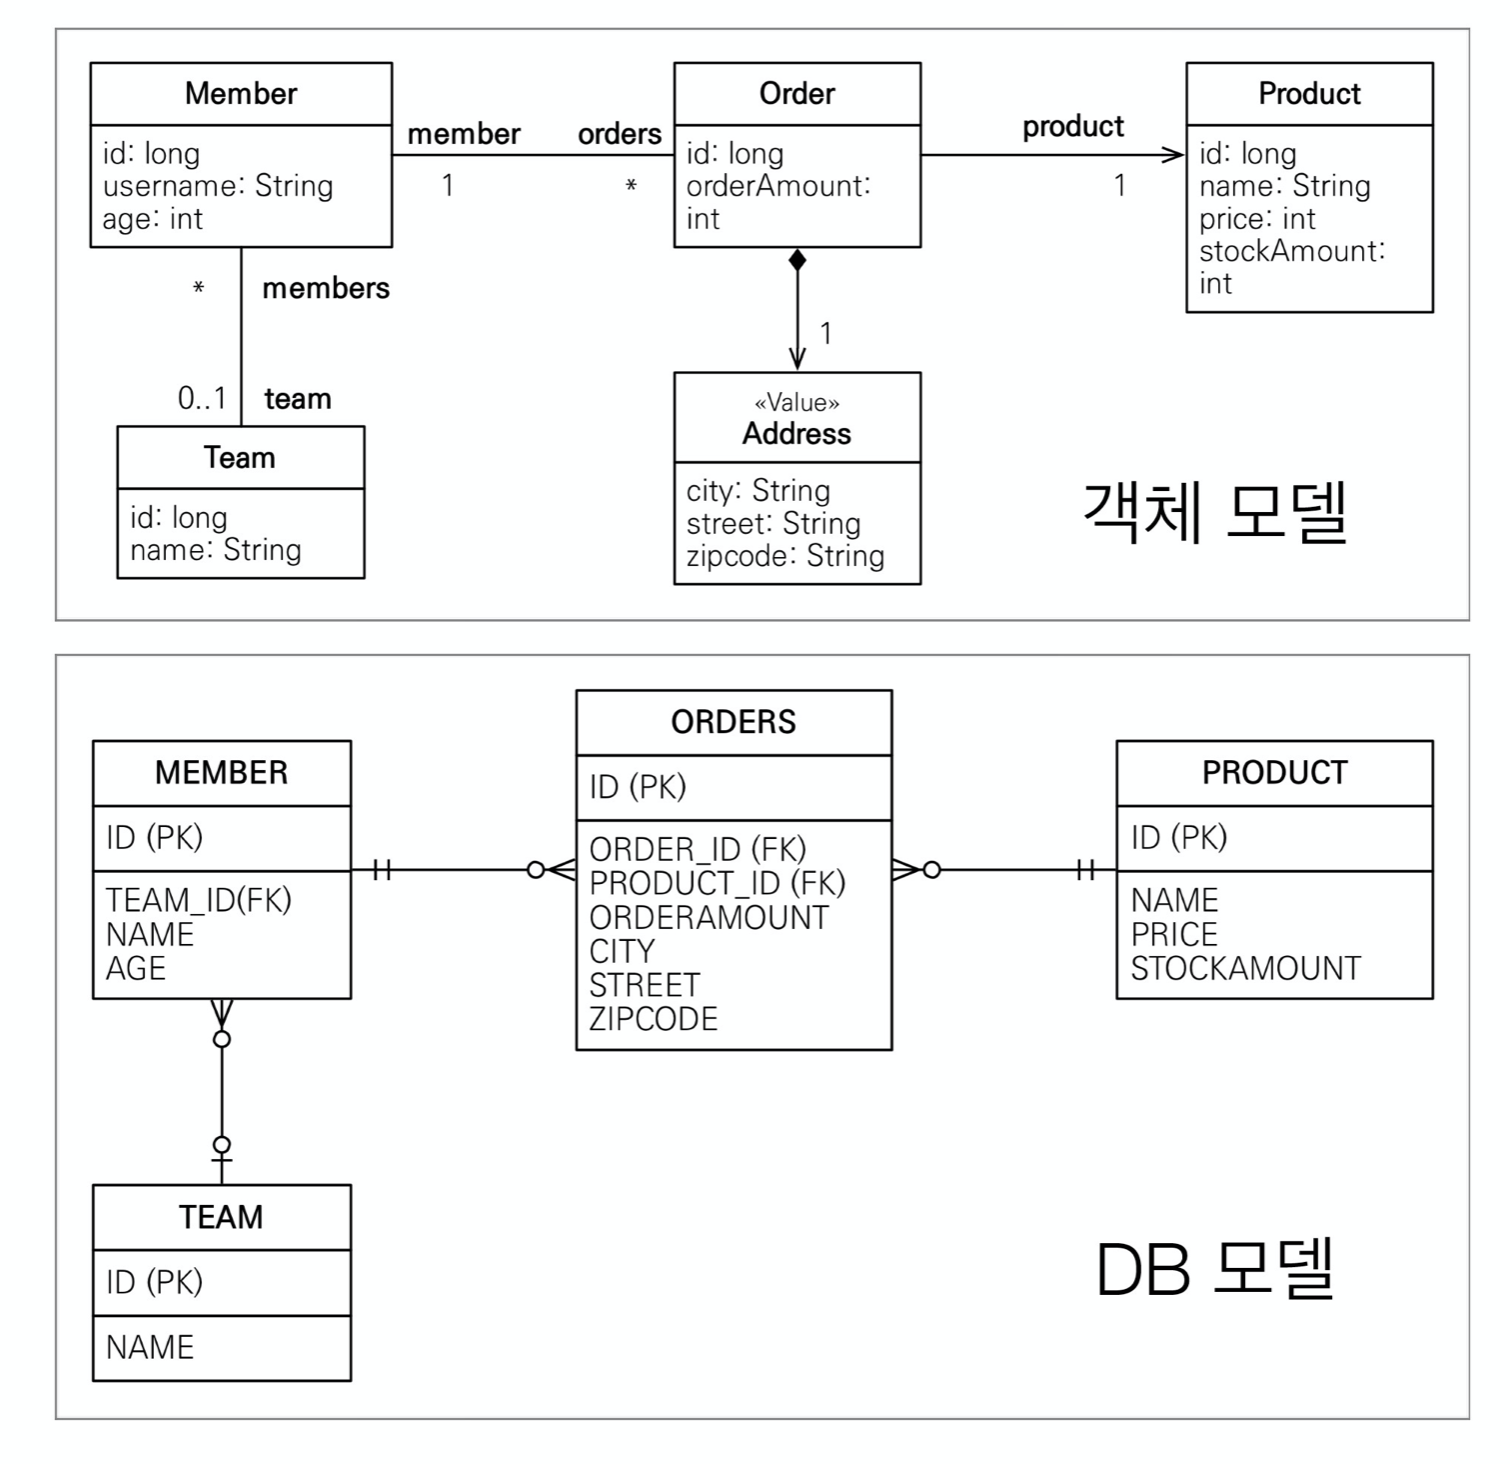 Member
id: long
username: String
age: int
member
1
orders
*
Order
id: long
orderAmount:
int
product
1
Product
id: long
name: String
price: int
stockAmount:
int
*
members
0..1
team
Team
id: long
name: String
1
«Value»
Address
city: String
street: String
zipcode: String
객체 모델
MEMBER
ID (PK)
TEAM_ID(FK)
NAME
AGE
ORDERS
ID (PK)
ORDER_ID (FK)
PRODUCT_ID (FK)
ORDERAMOUNT
CITY
STREET
ZIPCODE
PRODUCT
ID (PK)
NAME
PRICE
STOCKAMOUNT
TEAM
ID (PK)
NAME
DB 모델